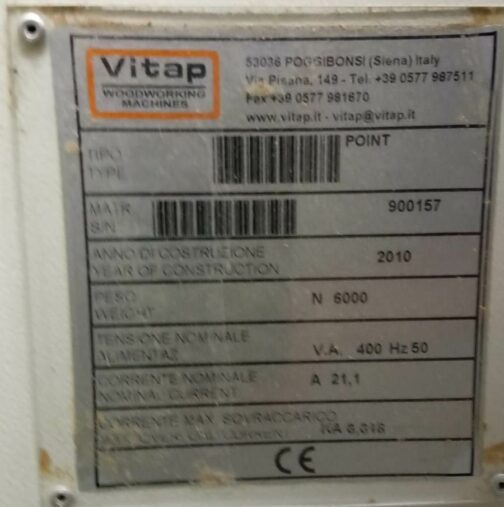 Vitap
WOODWORKING
MACHINES
53036 POGGIBONSI (Siena) Italy
Via Pisana, 149 - Tel. +39 0577 987511
Fax +39 0577 981670
www.vitap.it - vitap@vitap.it
TIPO
TYPE
POINT
MATR.
S/N
900157
ANNO DI COSTRUZIONE
YEAR OF CONSTRUCTION
2010
PESO
WEIGHT
N 6000
TENSIONE NOMINALE
ALIMENTAZ.
V.A. 400 Hz 50
CORRENTE NOMINALE
NOMINAL CURRENT
A 21,1
CORRENTE MAX. SOVRACCARICO
CURRENT
KA
CE